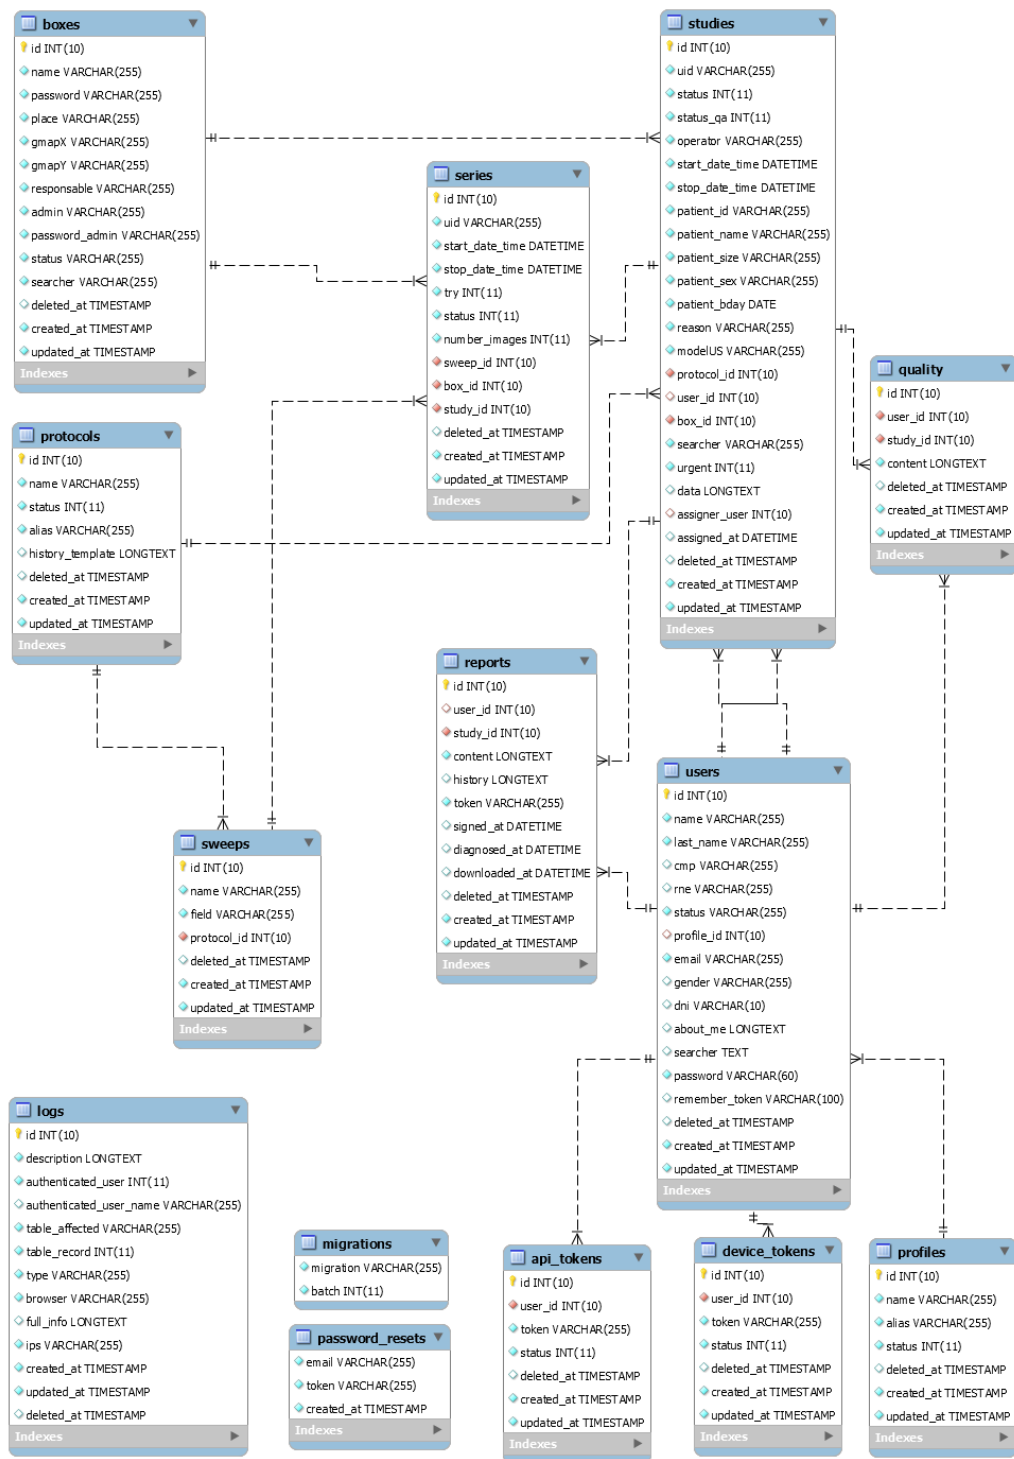 boxes
id INT(10)
name VARCHAR(255)
password VARCHAR(255)
place VARCHAR(255)
gmapX VARCHAR(255)
gmapY VARCHAR(255)
responsable VARCHAR(255)
admin VARCHAR(255)
password_admin VARCHAR(255)
status VARCHAR(255)
searcher VARCHAR(255)
deleted_at TIMESTAMP
created_at TIMESTAMP
updated_at TIMESTAMP
Indexes
studies
id INT(10)
uid VARCHAR(255)
status INT(11)
status_qa INT(11)
operator VARCHAR(255)
start_date_time DATETIME
stop_date_time DATETIME
patient_id VARCHAR(255)
patient_name VARCHAR(255)
patient_size VARCHAR(255)
patient_sex VARCHAR(255)
patient_bday DATE
reason VARCHAR(255)
modelUS VARCHAR(255)
protocol_id INT(10)
user_id INT(10)
box_id INT(10)
searcher VARCHAR(255)
urgent INT(11)
data LONGTEXT
assigner_user INT(10)
assigned_at DATETIME
deleted_at TIMESTAMP
created_at TIMESTAMP
updated_at TIMESTAMP
Indexes
series
id INT(10)
uid VARCHAR(255)
start_date_time DATETIME
stop_date_time DATETIME
try INT(11)
status INT(11)
number_images INT(11)
sweep_id INT(10)
box_id INT(10)
study_id INT(10)
deleted_at TIMESTAMP
created_at TIMESTAMP
updated_at TIMESTAMP
Indexes
quality
id INT(10)
user_id INT(10)
study_id INT(10)
content LONGTEXT
deleted_at TIMESTAMP
created_at TIMESTAMP
updated_at TIMESTAMP
Indexes
protocols
id INT(10)
name VARCHAR(255)
status INT(11)
alias VARCHAR(255)
history_template LONGTEXT
deleted_at TIMESTAMP
created_at TIMESTAMP
updated_at TIMESTAMP
Indexes
reports
id INT(10)
user_id INT(10)
study_id INT(10)
content LONGTEXT
history LONGTEXT
token VARCHAR(255)
signed_at DATETIME
diagnosed_at DATETIME
downloaded_at DATETIME
deleted_at TIMESTAMP
created_at TIMESTAMP
updated_at TIMESTAMP
Indexes
users
id INT(10)
name VARCHAR(255)
last_name VARCHAR(255)
cmp VARCHAR(255)
rne VARCHAR(255)
status VARCHAR(255)
profile_id INT(10)
email VARCHAR(255)
gender VARCHAR(255)
dni VARCHAR(10)
about_me LONGTEXT
searcher TEXT
password VARCHAR(60)
remember_token VARCHAR(100)
deleted_at TIMESTAMP
created_at TIMESTAMP
updated_at TIMESTAMP
Indexes
sweeps
id INT(10)
name VARCHAR(255)
field VARCHAR(255)
protocol_id INT(10)
deleted_at TIMESTAMP
created_at TIMESTAMP
updated_at TIMESTAMP
Indexes
logs
id INT(10)
description LONGTEXT
authenticated_user INT(11)
authenticated_user_name VARCHAR(255)
table_affected VARCHAR(255)
table_record INT(11)
type VARCHAR(255)
browser VARCHAR(255)
full_info LONGTEXT
ips VARCHAR(255)
created_at TIMESTAMP
updated_at TIMESTAMP
deleted_at TIMESTAMP
Indexes
migrations
migration VARCHAR(255)
batch INT(11)
password_resets
email VARCHAR(255)
token VARCHAR(255)
created_at TIMESTAMP
Indexes
api_tokens
id INT(10)
user_id INT(10)
token VARCHAR(255)
status INT(11)
deleted_at TIMESTAMP
created_at TIMESTAMP
updated_at TIMESTAMP
Indexes
device_tokens
id INT(10)
user_id INT(10)
token VARCHAR(255)
status INT(11)
deleted_at TIMESTAMP
created_at TIMESTAMP
updated_at TIMESTAMP
Indexes
profiles
id INT(10)
name VARCHAR(255)
alias VARCHAR(255)
status INT(11)
deleted_at TIMESTAMP
created_at TIMESTAMP
updated_at TIMESTAMP
Indexes